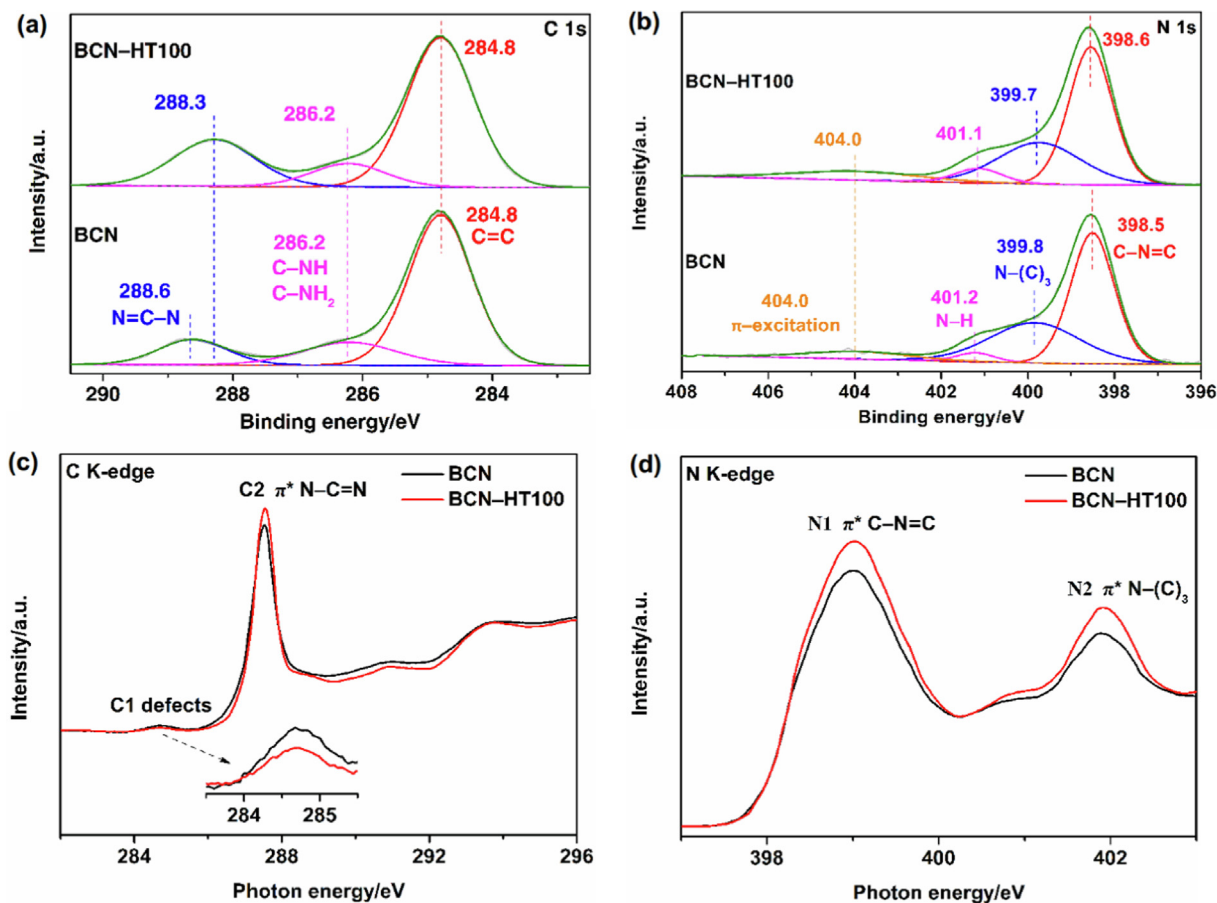 (a)
C 1s
BCN–HT100
284.8
288.3
286.2
BCN
284.8
C=C
286.2
C–NH
C–NH2
288.6
N=C–N
290 288 286 284
Binding energy/eV
Intensity/a.u.
(b)
N 1s
398.6
BCN–HT100
399.7
401.1
404.0
398.5
C–N=C
BCN
399.8
N–(C)3
401.2
N–H
404.0
π–excitation
408 406 404 402 400 398 396
Binding energy/eV
Intensity/a.u.
(c)
C K-edge
BCN
BCN–HT100
C2 π* N–C=N
C1 defects
284 285
284 288 292 296
Photon energy/eV
Intensity/a.u.
(d)
N K-edge
BCN
BCN–HT100
N1 π* C–N=C
N2 π* N–(C)3
398 400 402
Photon energy/eV
Intensity/a.u.